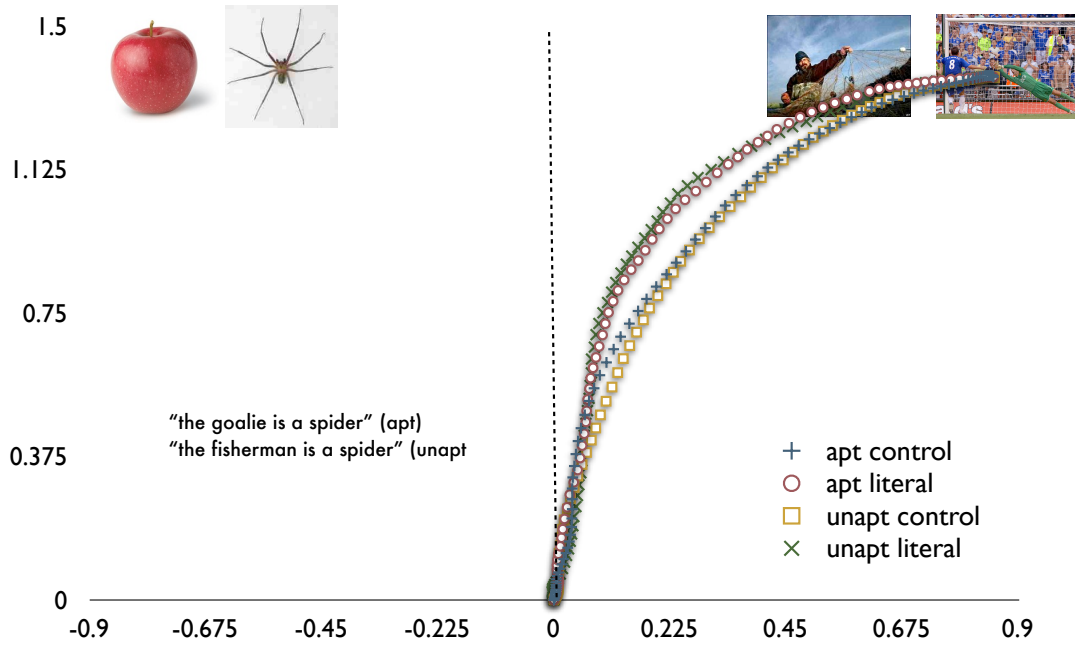 1.5
1.125
0.75
0.375
0
-0.9
-0.675
-0.45
-0.225
0
0.225
0.45
0.675
0.9
8
“the goalie is a spider” (apt)
“the fisherman is a spider” (unapt
apt control
apt literal
unapt control
unapt literal